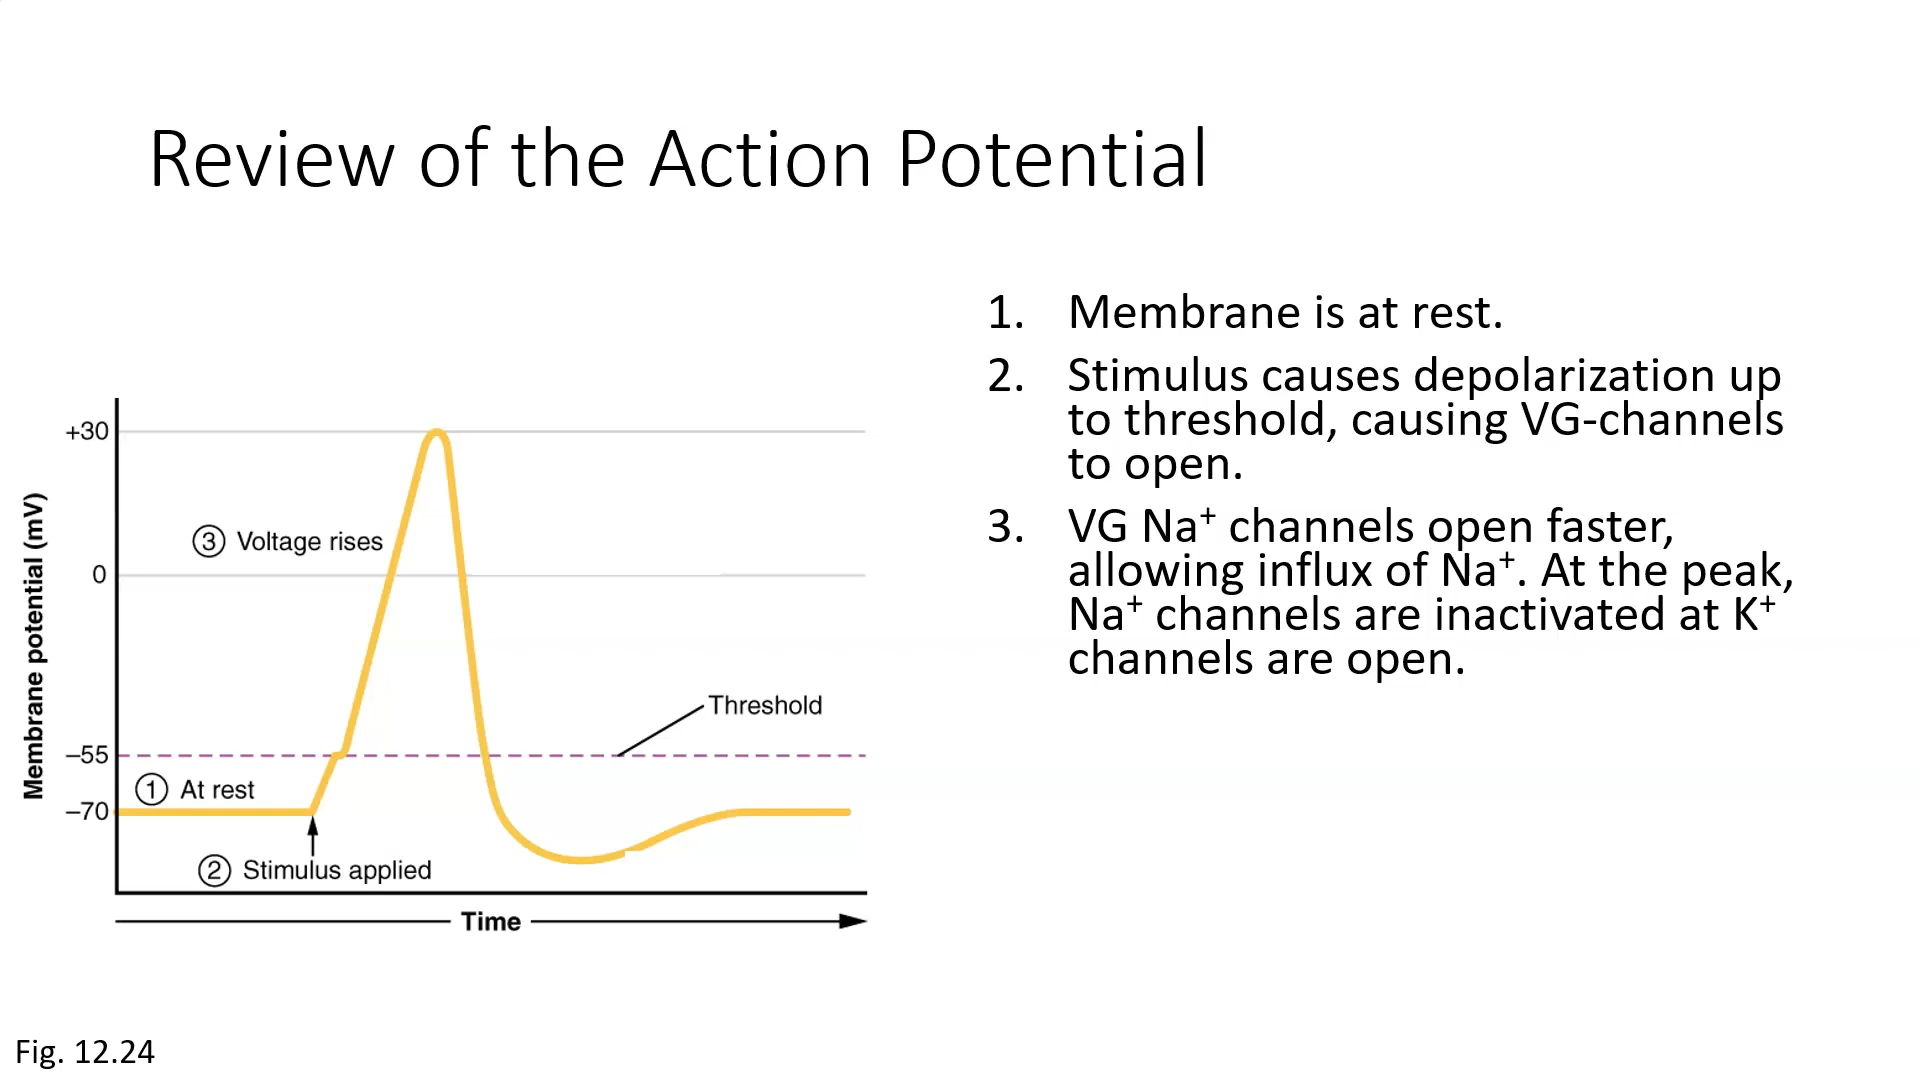 Review of the Action Potential
1. Membrane is at rest.
2. Stimulus causes depolarization up
to threshold, causing VG-channels
to open.
3. VG Na⁺ channels open faster,
allowing influx of Na⁺. At the peak,
Na⁺ channels are inactivated at K⁺
channels are open.
Membrane potential (mV)
+30
③ Voltage rises
0
Threshold
–55
① At rest
–70
② Stimulus applied
Time
Fig. 12.24